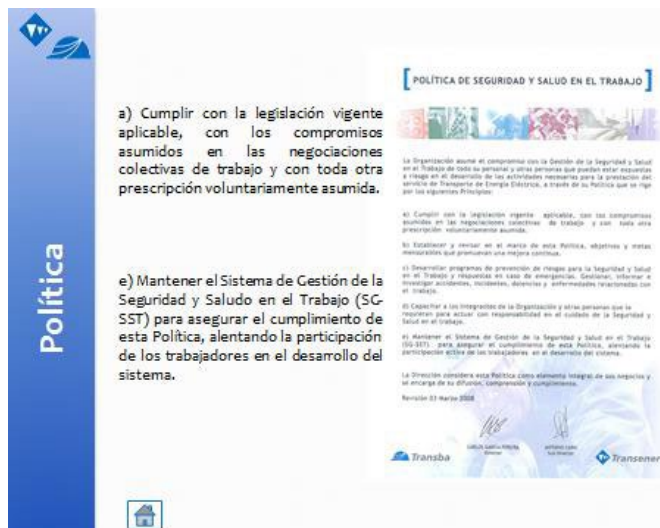 Política
a) Cumplir con la legislación vigente
aplicable, con los compromisos
asumidos en las negociaciones
colectivas de trabajo y con toda otra
prescripción voluntariamente asumida.
e) Mantener el Sistema de Gestión de la
Seguridad y Saludo en el Trabajo (SG-
SST) para asegurar el cumplimiento de
esta Política, alentando la participación
de los trabajadores en el desarrollo del
sistema.
[ POLÍTICA DE SEGURIDAD Y SALUD EN EL TRABAJO ]
La Organización asume el compromiso con la Gestión de la Seguridad y Salud
en el Trabajo de todo su personal y otras personas que puedan estar expuestas
a riesgo en el desarrollo de las actividades necesarias para la prestación del
servicio de Transporte de Energía Eléctrica, a través de su Política que se rige
por los siguientes Principios:
a) Cumplir con la legislación vigente aplicable, con los compromisos
asumidos en las negociaciones colectivas de trabajo y con toda otra
prescripción voluntariamente asumida.
b) Establecer y revisar en el marco de esta Política, objetivos y metas
mensurables que promuevan una mejora continua.
c) Desarrollar programas de prevención de riesgos para la Seguridad y Salud
en el Trabajo y respuestas en caso de emergencias. Gestionar, informar e
investigar accidentes, incidentes, dolencias y enfermedades relacionadas con
el trabajo.
d) Capacitar a los integrantes de la Organización y otras personas que la
requieran para actuar con responsabilidad en el cuidado de la Seguridad y
Salud en el trabajo.
e) Mantener el Sistema de Gestión de la Seguridad y Salud en el Trabajo
(SG-SST) para asegurar el cumplimiento de esta Política, alentando la
participación activa de los trabajadores en el desarrollo del sistema.
La Dirección considera esta Política como elemento integral de sus negocios y
se encarga de su difusión, comprensión y cumplimiento.
Revisión 03 Marzo 2008
Transba
Transener